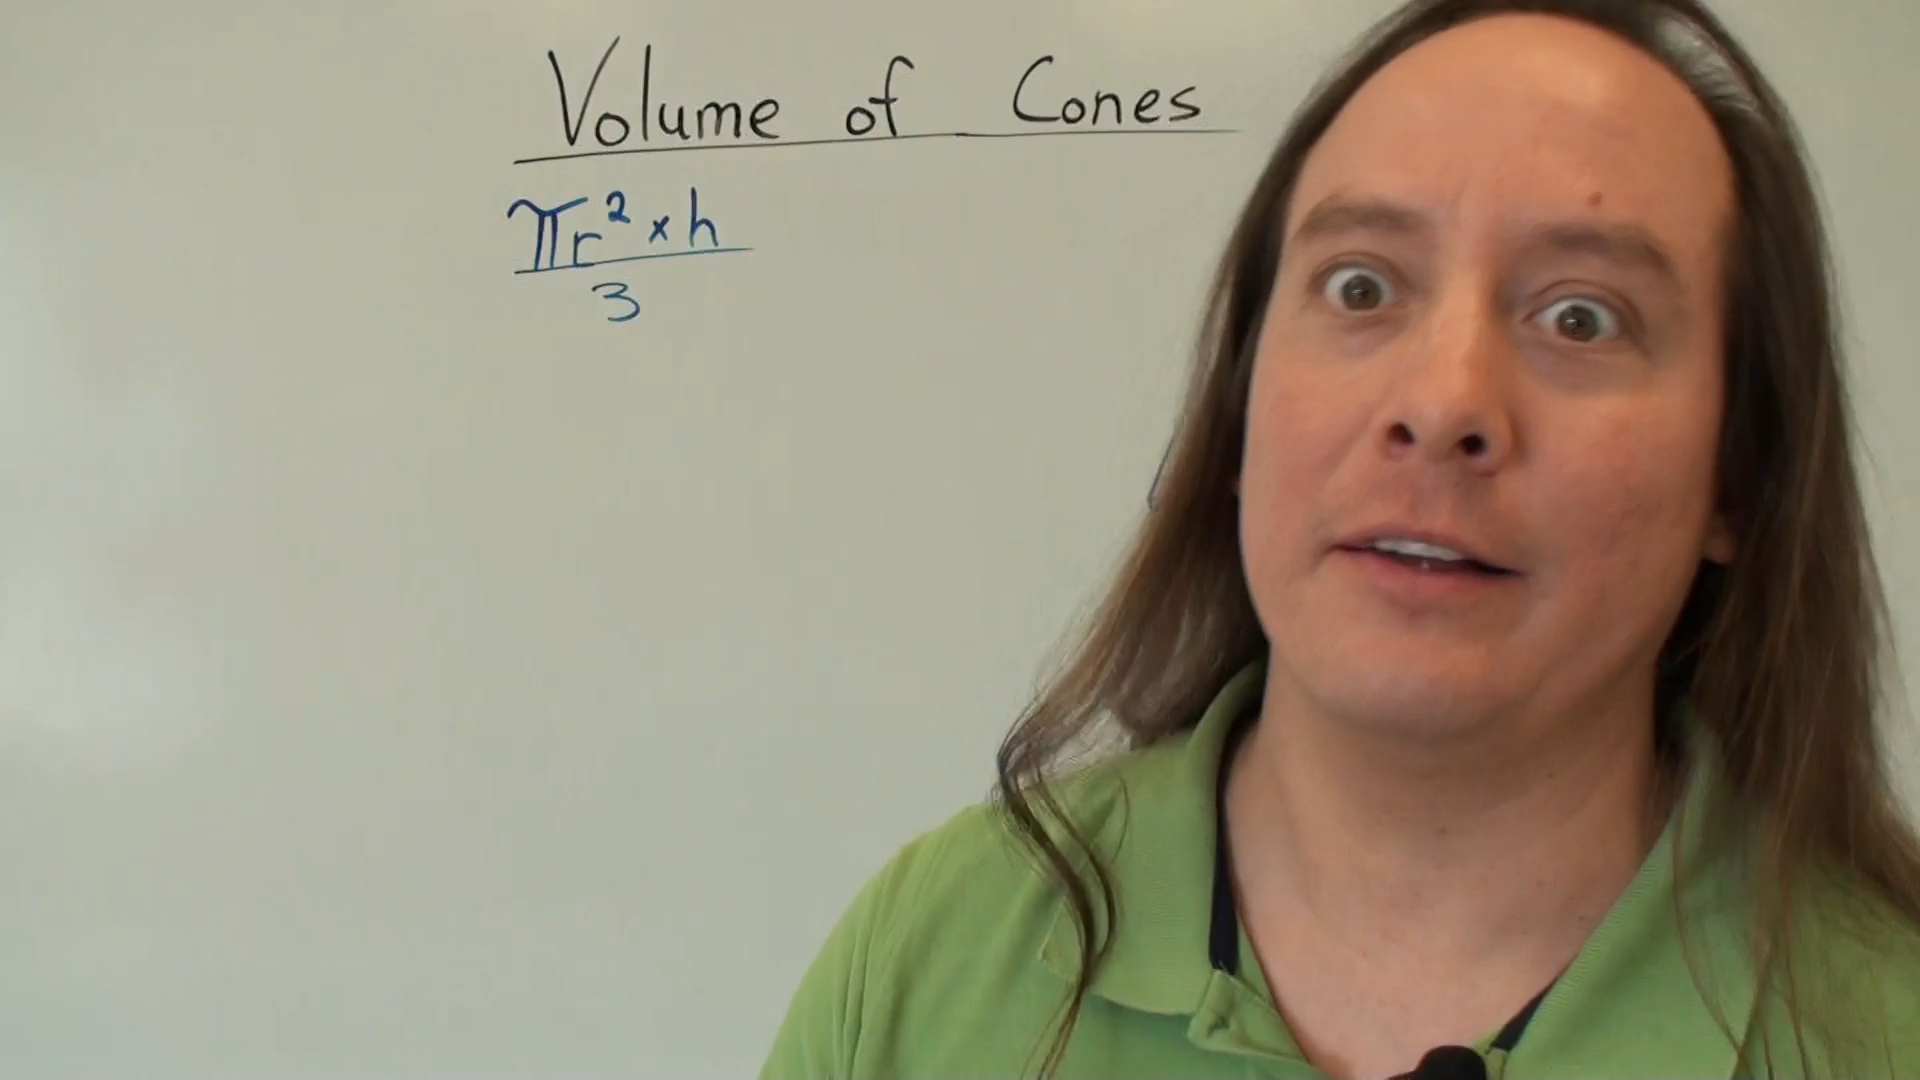 Volume of Cones
πr² × h
3